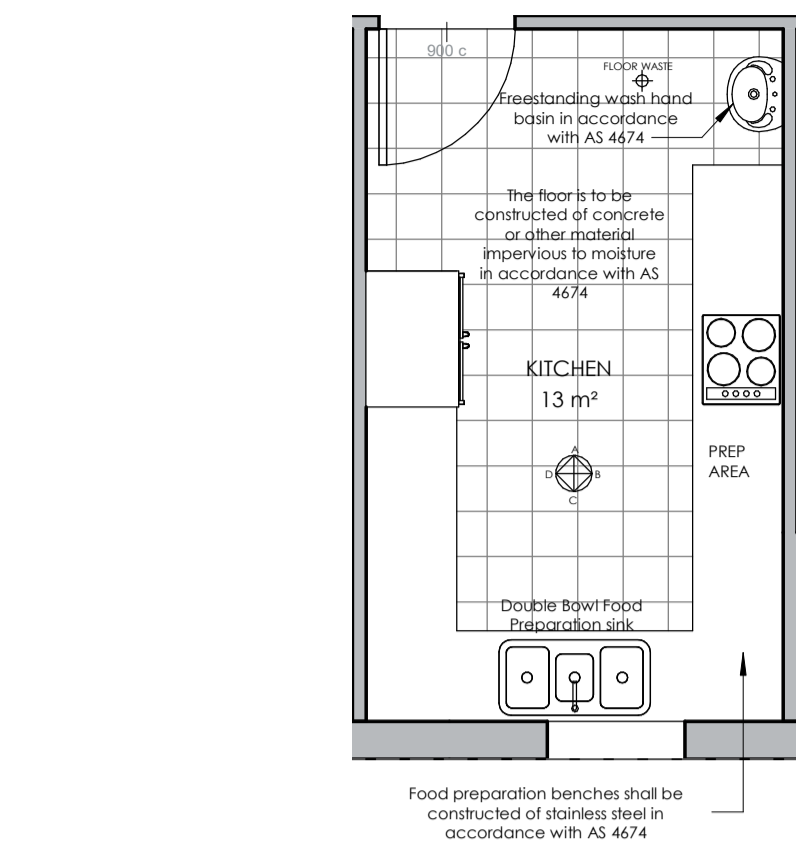 900 c
FLOOR WASTE
Freestanding wash hand
basin in accordance
with AS 4674
The floor is to be
constructed of concrete
or other material
impervious to moisture
in accordance with AS
4674
KITCHEN
13 m²
PREP
AREA
A
D B
C
Double Bowl Food
Preparation sink
Food preparation benches shall be
constructed of stainless steel in
accordance with AS 4674